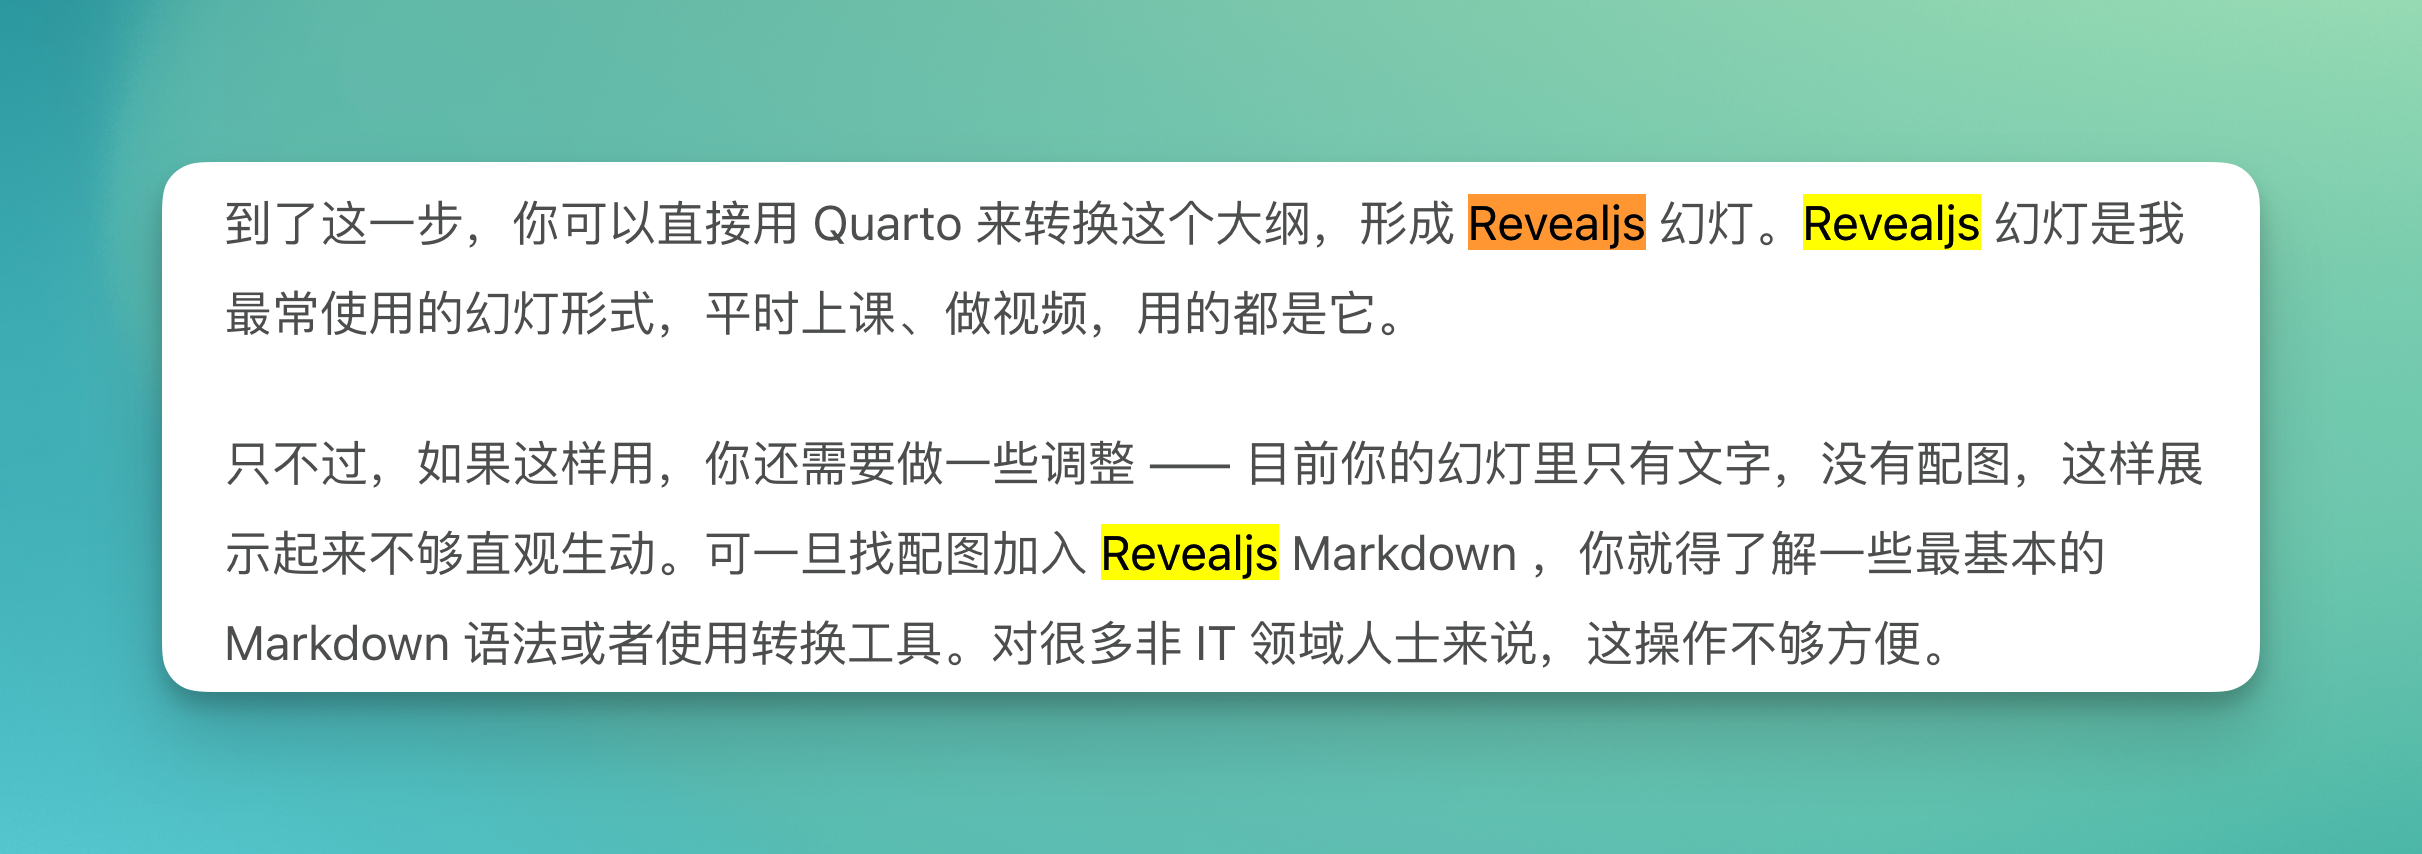 到了这一步，你可以直接用 Quarto 来转换这个大纲，形成 Revealjs 幻灯。Revealjs 幻灯是我
最常使用的幻灯形式，平时上课、做视频，用的都是它。
只不过，如果这样用，你还需要做一些调整 —— 目前你的幻灯里只有文字，没有配图，这样展
示起来不够直观生动。可一旦找配图加入 Revealjs Markdown ，你就得了解一些最基本的
Markdown 语法或者使用转换工具。对很多非 IT 领域人士来说，这操作不够方便。